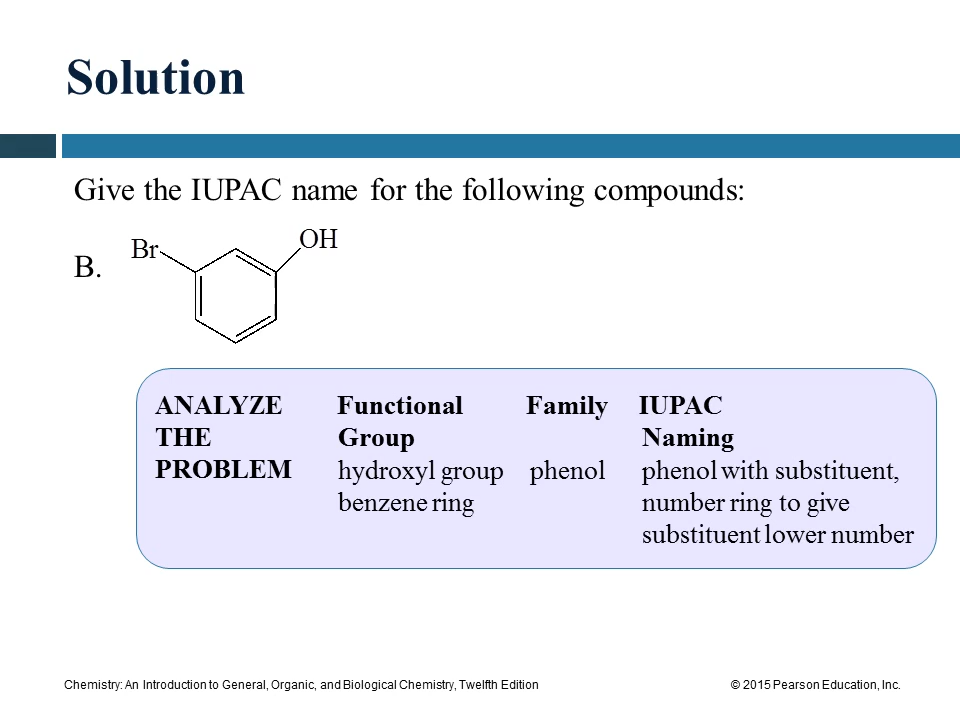 Solution
Give the IUPAC name for the following compounds:
B.
Br
OH
ANALYZE Functional Family IUPAC
THE Group Naming
PROBLEM hydroxyl group phenol phenol with substituent,
benzene ring number ring to give
substituent lower number
Chemistry: An Introduction to General, Organic, and Biological Chemistry, Twelfth Edition
© 2015 Pearson Education, Inc.